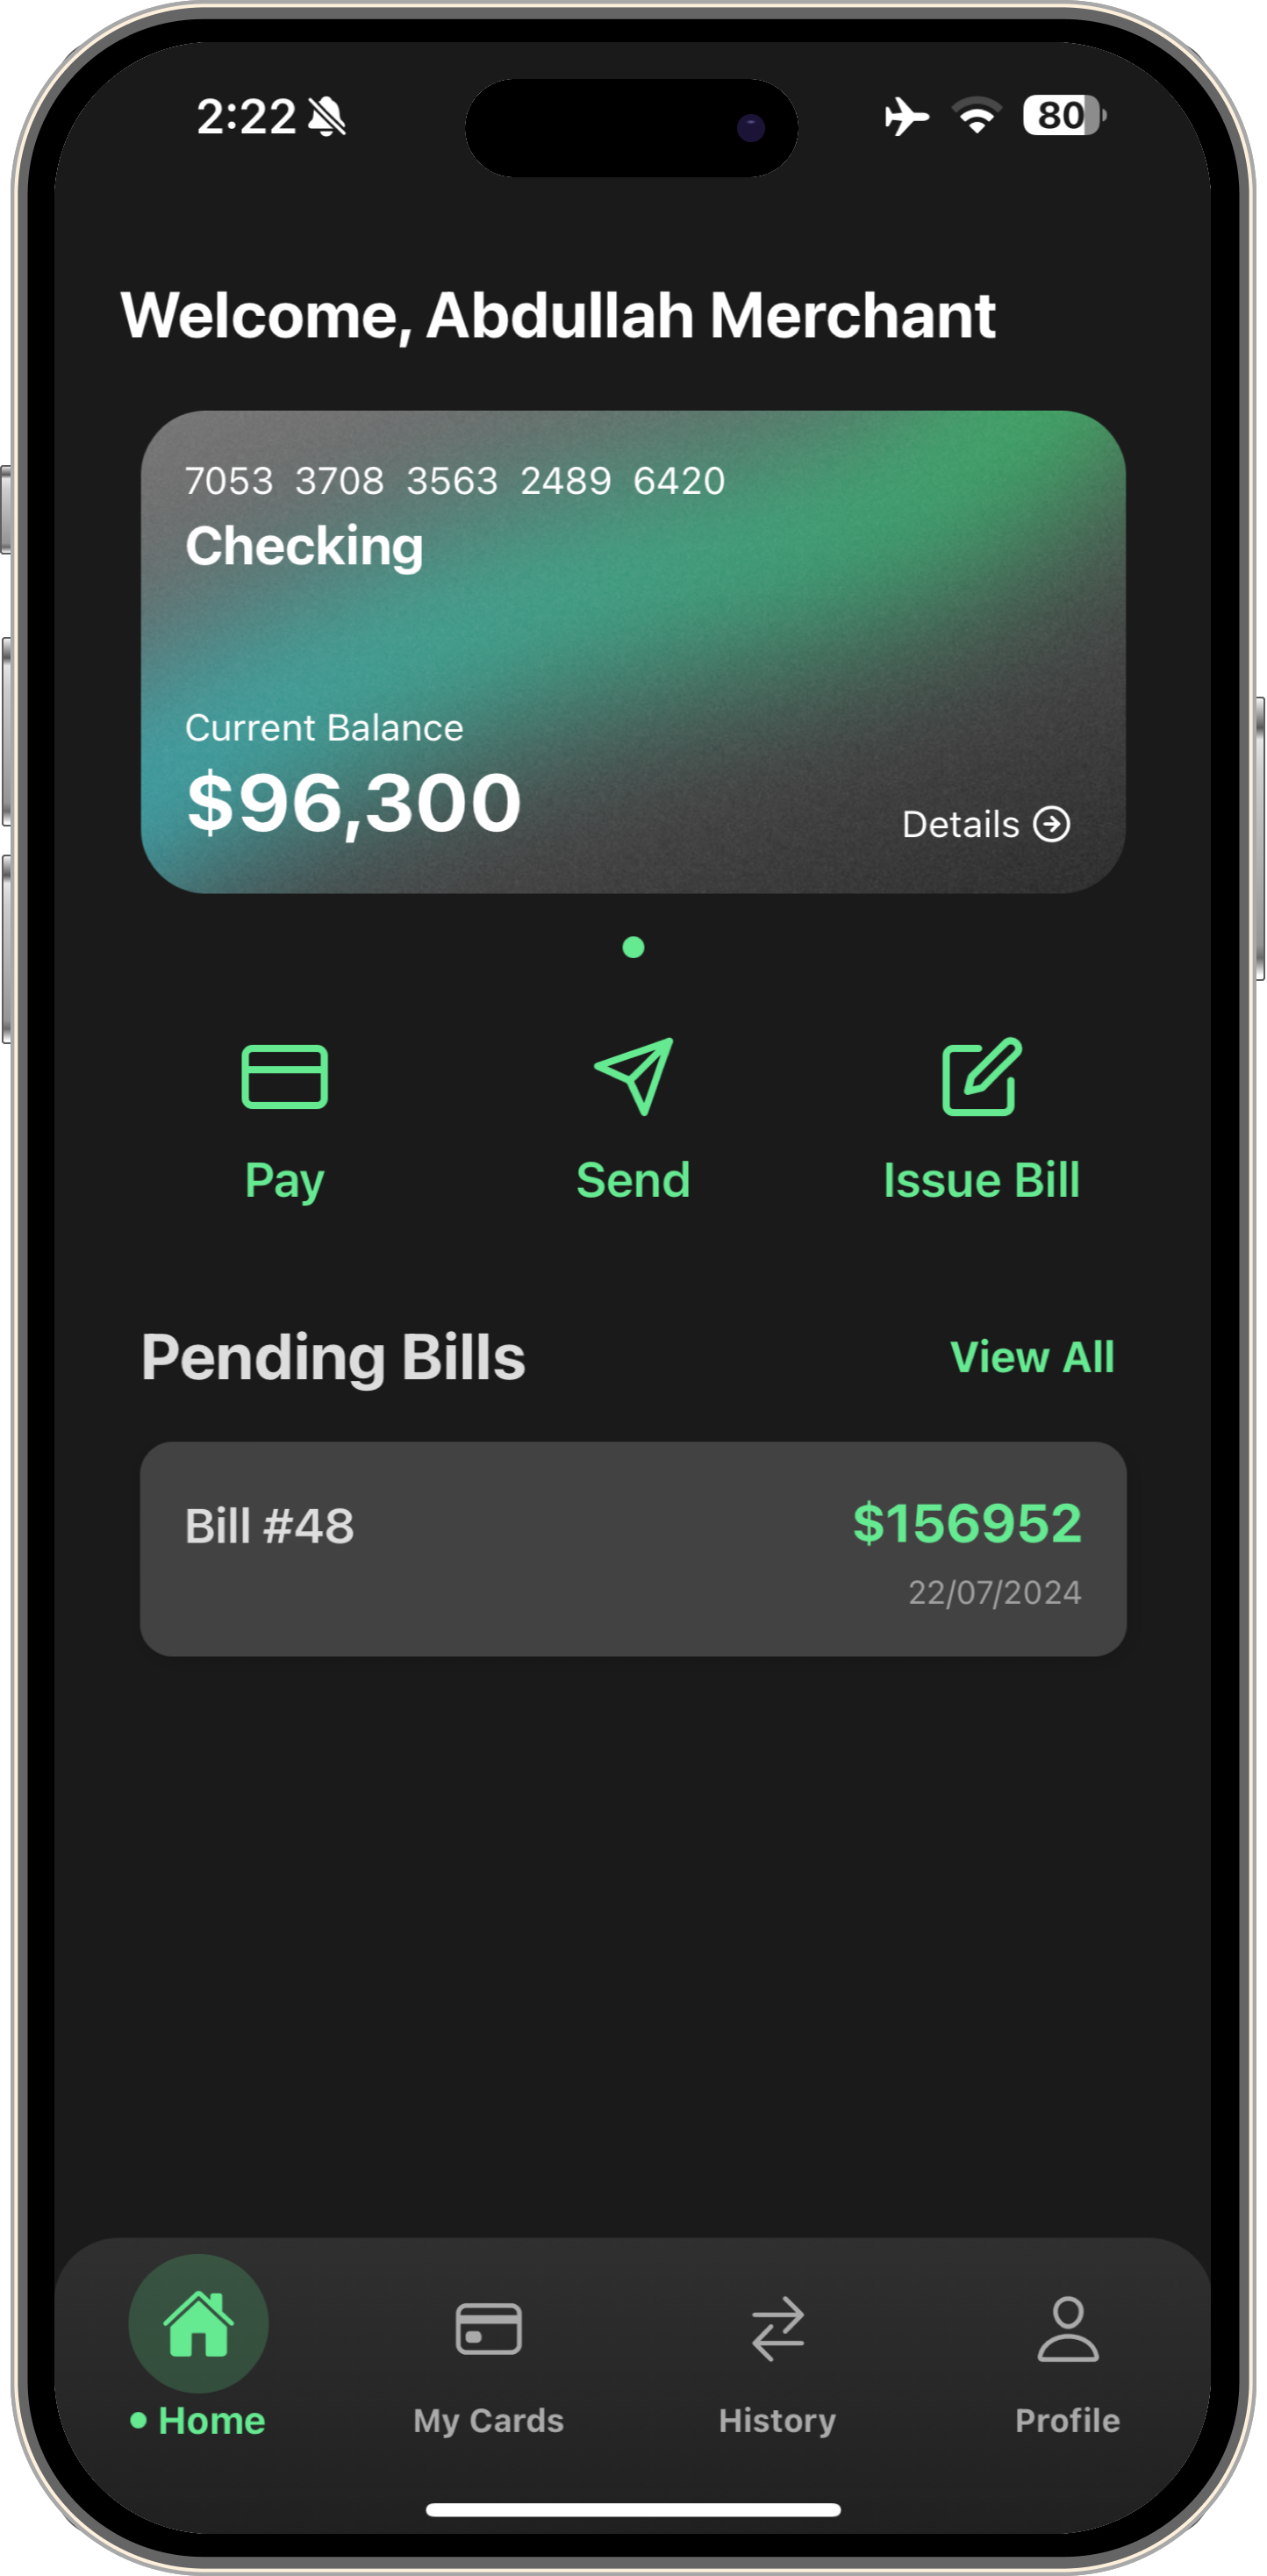 2:22
80
Welcome, Abdullah Merchant
7053 3708 3563 2489 6420
Checking
Current Balance
$96,300
Details
Pay
Send
Issue Bill
Pending Bills
View All
Bill #48
$156952
22/07/2024
Home
My Cards
History
Profile